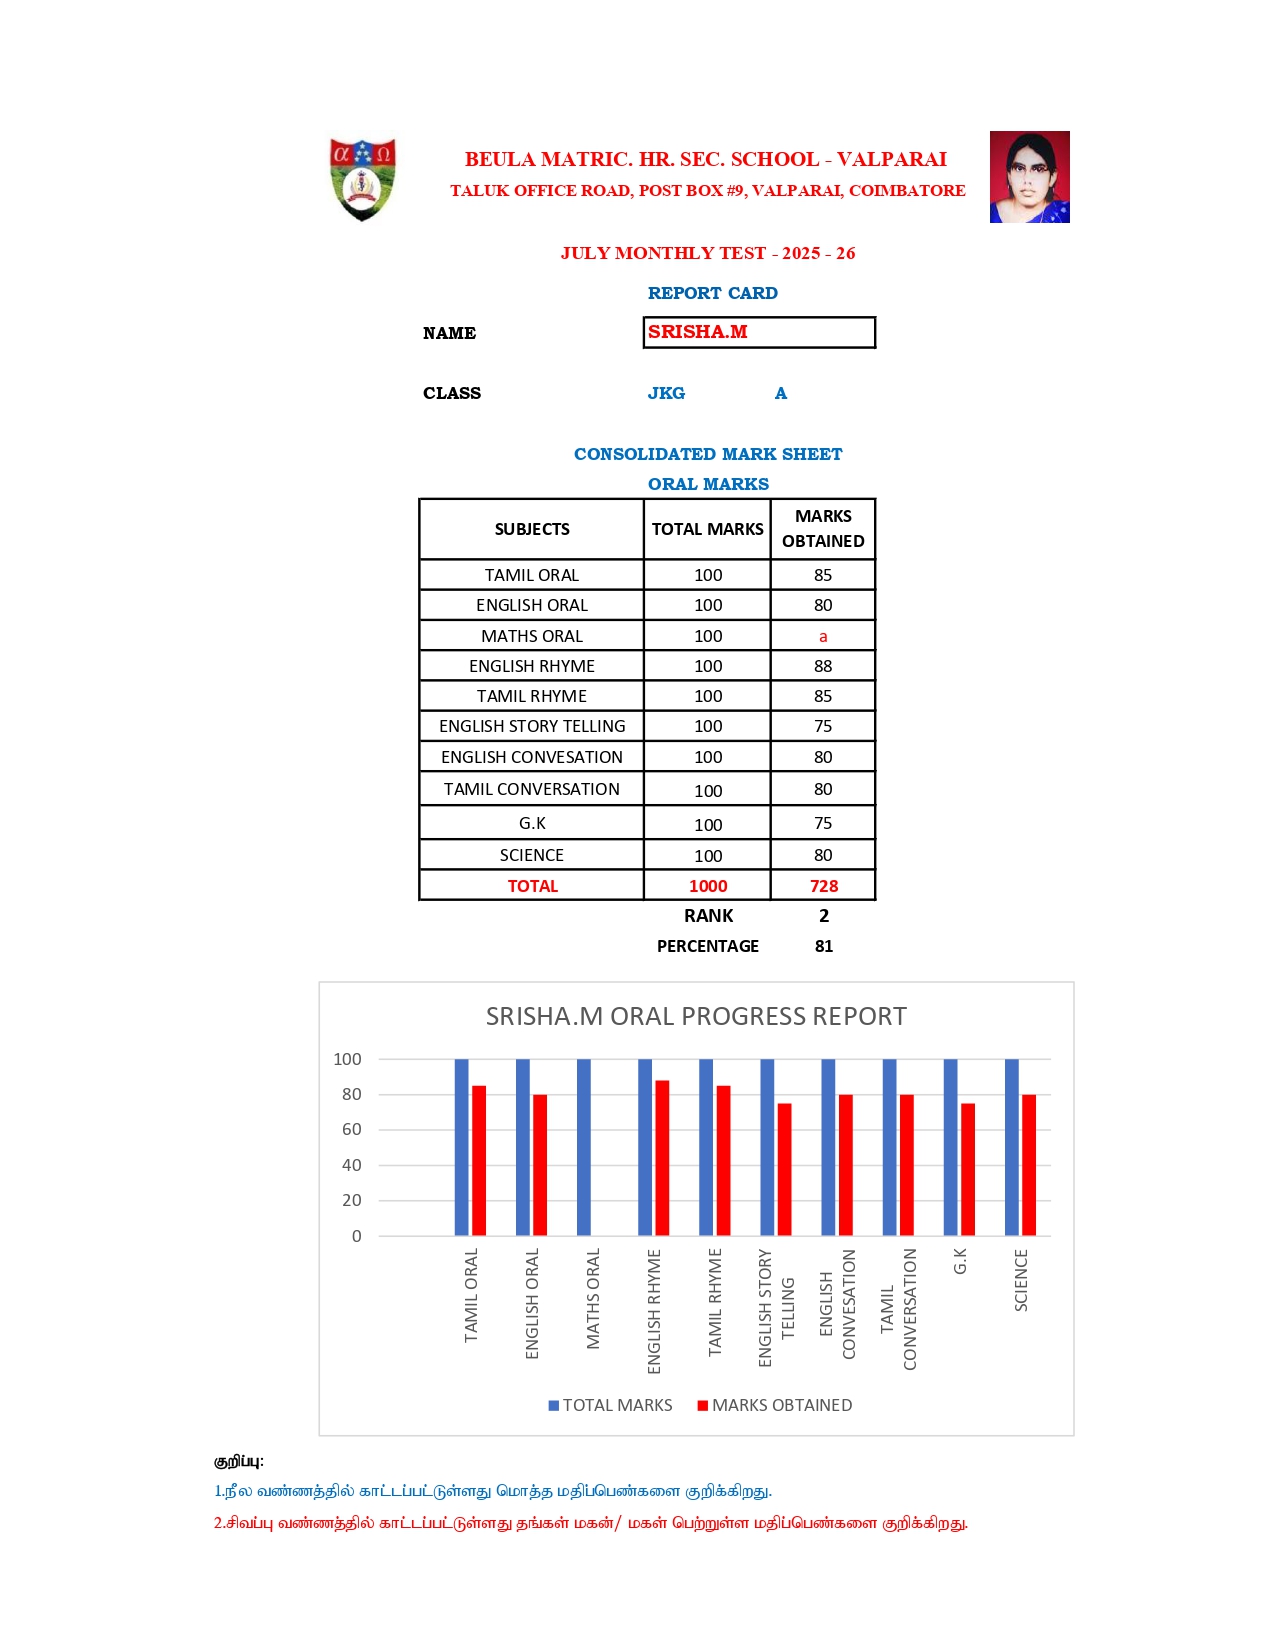 α Ω
BEULA MATRIC. HR. SEC. SCHOOL - VALPARAI
TALUK OFFICE ROAD, POST BOX #9, VALPARAI, COIMBATORE
JULY MONTHLY TEST - 2025 - 26
REPORT CARD
NAME SRISHA.M
CLASS JKG A
CONSOLIDATED MARK SHEET
ORAL MARKS
SUBJECTS TOTAL MARKS MARKS OBTAINED
TAMIL ORAL 100 85
ENGLISH ORAL 100 80
MATHS ORAL 100 a
ENGLISH RHYME 100 88
TAMIL RHYME 100 85
ENGLISH STORY TELLING 100 75
ENGLISH CONVESATION 100 80
TAMIL CONVERSATION 100 80
G.K 100 75
SCIENCE 100 80
TOTAL 1000 728
RANK 2
PERCENTAGE 81
SRISHA.M ORAL PROGRESS REPORT
100
80
60
40
20
0
TAMIL ORAL
ENGLISH ORAL
MATHS ORAL
ENGLISH RHYME
TAMIL RHYME
ENGLISH STORY TELLING
ENGLISH CONVESATION
TAMIL CONVERSATION
G.K
SCIENCE
TOTAL MARKS MARKS OBTAINED
குறிப்பு:
1.நீல வண்ணத்தில் காட்டப்பட்டுள்ளது மொத்த மதிப்பெண்களை குறிக்கிறது.
2.சிவப்பு வண்ணத்தில் காட்டப்பட்டுள்ளது தங்கள் மகன்/ மகள் பெற்றுள்ள மதிப்பெண்களை குறிக்கிறது.